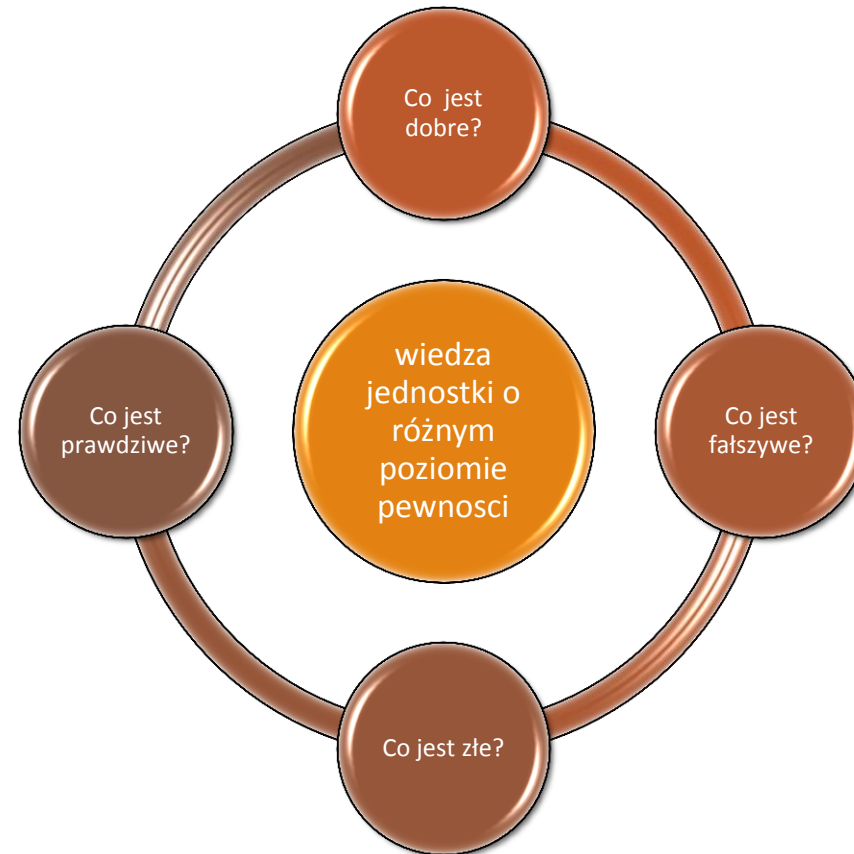 Co jest
dobre?
wiedza
jednostki o
różnym
poziomie
pewnosci
Co jest
prawdziwe?
Co jest
fałszywe?
Co jest złe?